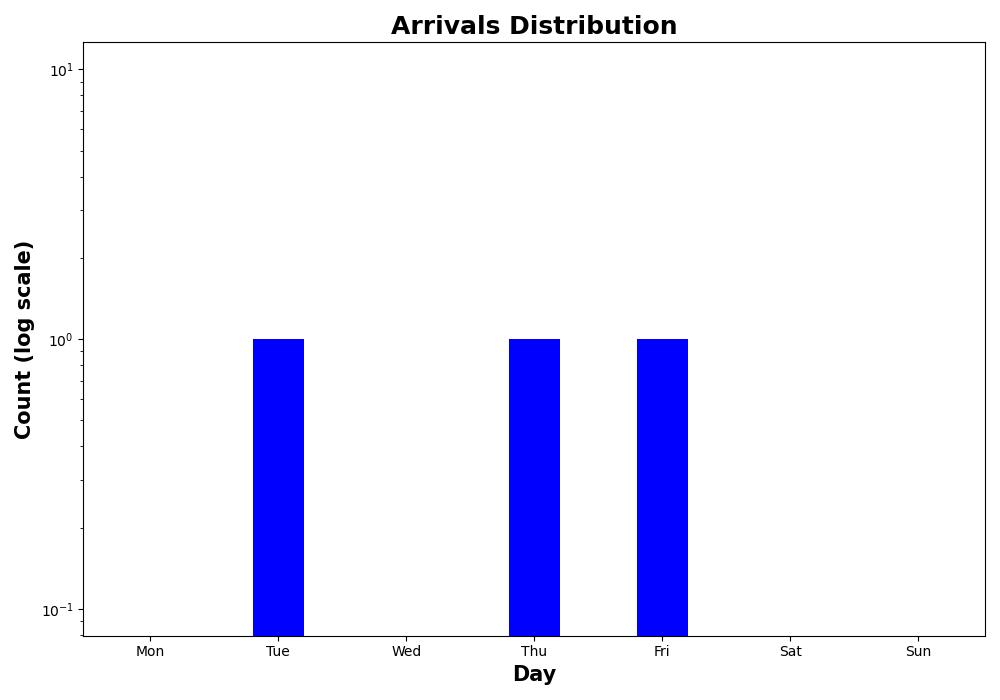 Arrivals Distribution
10¹
10⁰
10⁻¹
Count (log scale)
Mon Tue Wed Thu Fri Sat Sun
Day